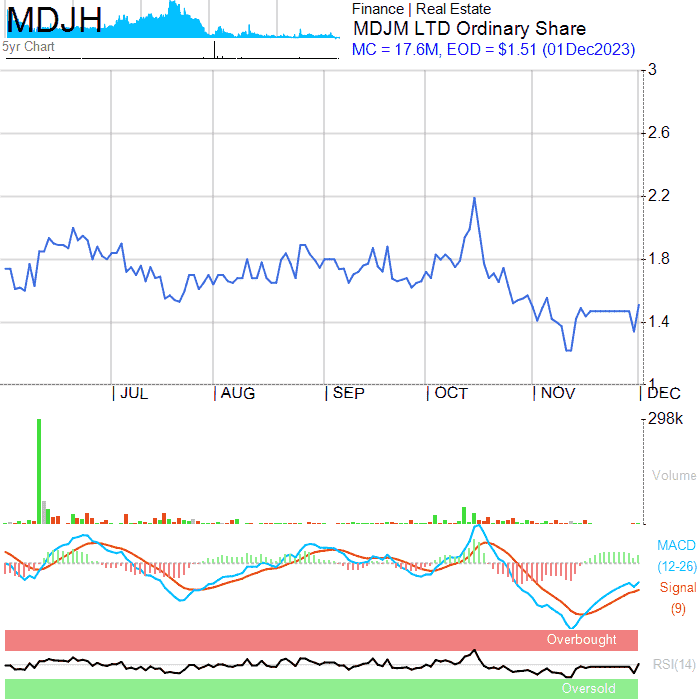 MDJH
5yr Chart
Finance | Real Estate
MDJM LTD Ordinary Share
MC = 17.6M, EOD = $1.51 (01Dec2023)
3
2.6
2.2
1.8
1.4
1
JUL AUG SEP OCT NOV DEC
298k
Volume
MACD
(12-26)
Signal
(9)
Overbought
RSI(14)
Oversold